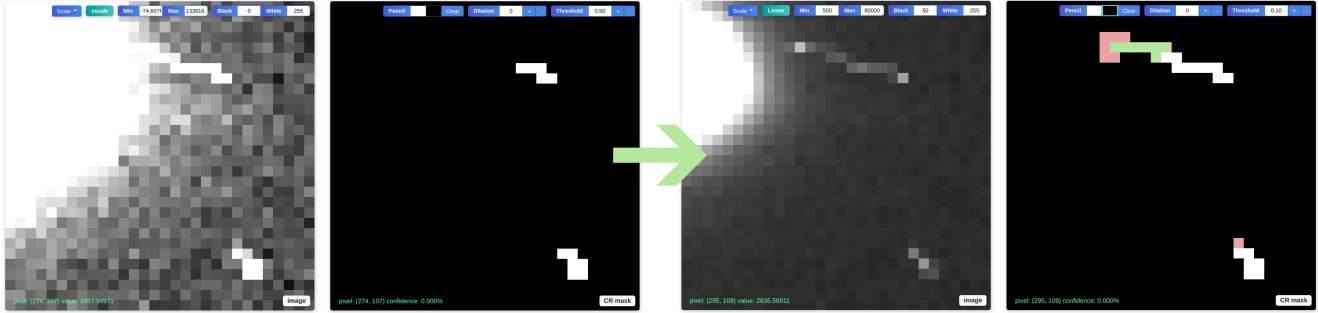 Scale zscale Min -74.6071 Max 133816. Black 0 White 255
Pencil Clear Dilation 0 + - Threshold 0.50 + -
Scale Linear Min 500 Max 80000 Black 50 White 255
Pencil Clear Dilation 0 + - Threshold 0.10 + -
pixel: (274, 107) value: 4357.94971 image
pixel: (274, 107) confidence: 0.000% CR mask
pixel: (295, 109) value: 2836.58911 image
pixel: (295, 109) confidence: 0.000% CR mask